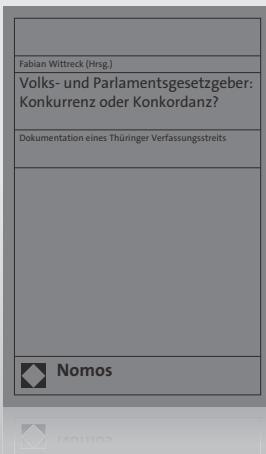 Fabian Wittreck (Hrsg.)
Volks- und Parlamentsgesetzgeber:
Konkurrenz oder Konkordanz?
Dokumentation eines Thüringer Verfassungsstreits
Nomos